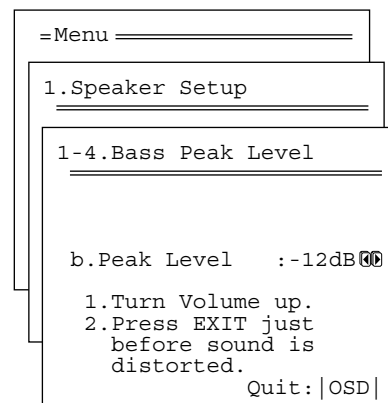 =Menu
1.Speaker Setup
1-4.Bass Peak Level
b.Peak Level :-12dB
1.Turn Volume up.
2.Press EXIT just
before sound is
distorted.
Quit:|OSD|